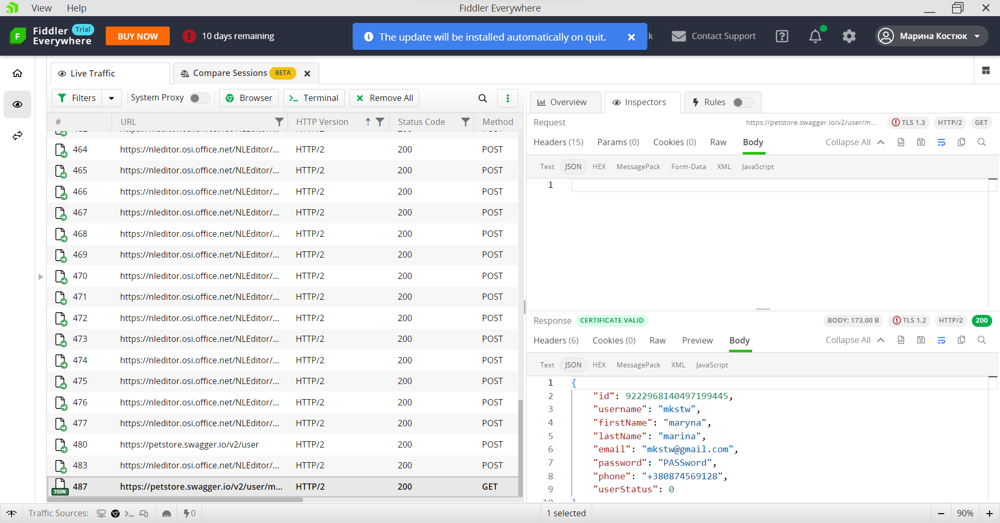 View Help Fiddler Everywhere
Fiddler Everywhere Trial BUY NOW 10 days remaining The update will be installed automatically on quit. Contact Support Марина Костюк
Live Traffic Compare Sessions BETA
Filters System Proxy Browser Terminal Remove All
# URL HTTP Version Status Code Method
464 https://nleditor.osi.office.net/NLEditor/... HTTP/2 200 POST
465 https://nleditor.osi.office.net/NLEditor/... HTTP/2 200 POST
466 https://nleditor.osi.office.net/NLEditor/... HTTP/2 200 POST
467 https://nleditor.osi.office.net/NLEditor/... HTTP/2 200 POST
468 https://nleditor.osi.office.net/NLEditor/... HTTP/2 200 POST
469 https://nleditor.osi.office.net/NLEditor/... HTTP/2 200 POST
470 https://nleditor.osi.office.net/NLEditor/... HTTP/2 200 POST
471 https://nleditor.osi.office.net/NLEditor/... HTTP/2 200 POST
472 https://nleditor.osi.office.net/NLEditor/... HTTP/2 200 POST
473 https://nleditor.osi.office.net/NLEditor/... HTTP/2 200 POST
474 https://nleditor.osi.office.net/NLEditor/... HTTP/2 200 POST
475 https://nleditor.osi.office.net/NLEditor/... HTTP/2 200 POST
476 https://nleditor.osi.office.net/NLEditor/... HTTP/2 200 POST
477 https://nleditor.osi.office.net/NLEditor/... HTTP/2 200 POST
480 https://petstore.swagger.io/v2/user HTTP/2 200 POST
483 https://nleditor.osi.office.net/NLEditor/... HTTP/2 200 POST
JSON 487 https://petstore.swagger.io/v2/user/m... HTTP/2 200 GET
Overview Inspectors Rules
Request https://petstore.swagger.io/v2/user/m... TLS 1.3 HTTP/2 GET
Headers (15) Params (0) Cookies (0) Raw Body Collapse All
Text JSON HEX MessagePack Form-Data XML JavaScript
1
Response CERTIFICATE VALID BODY: 173.00 B TLS 1.2 HTTP/2 200
Headers (6) Cookies (0) Raw Preview Body Collapse All
Text JSON HEX MessagePack XML JavaScript
1 {
2 "id": 9222968140497199445,
3 "username": "mkstw",
4 "firstName": "maryna",
5 "lastName": "marina",
6 "email": "mkstw@gmail.com",
7 "password": "PASSword",
8 "phone": "+380874569128",
9 "userStatus": 0
Traffic Sources: 0 1 selected 90%